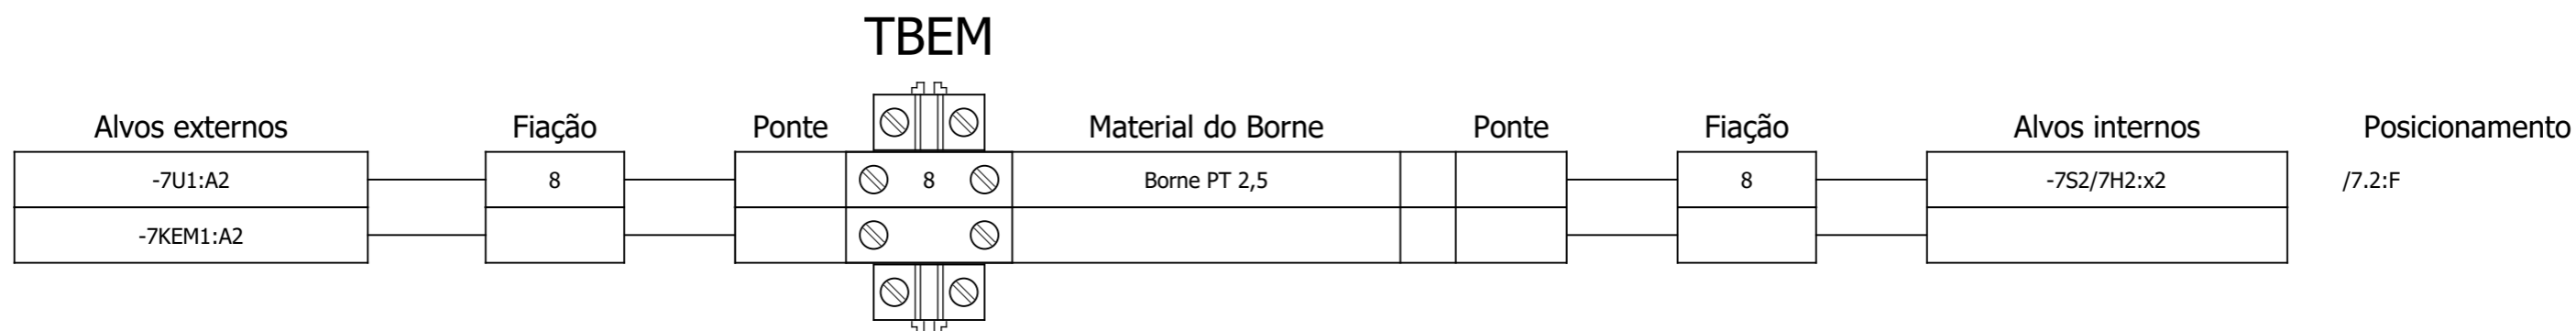 TBEM
Alvos externos Fiação Ponte Material do Borne Ponte Fiação Alvos internos Posicionamento
-7U1:A2 8 8 Borne PT 2,5 8 -7S2/7H2:x2 /7.2:F
-7KEM1:A2